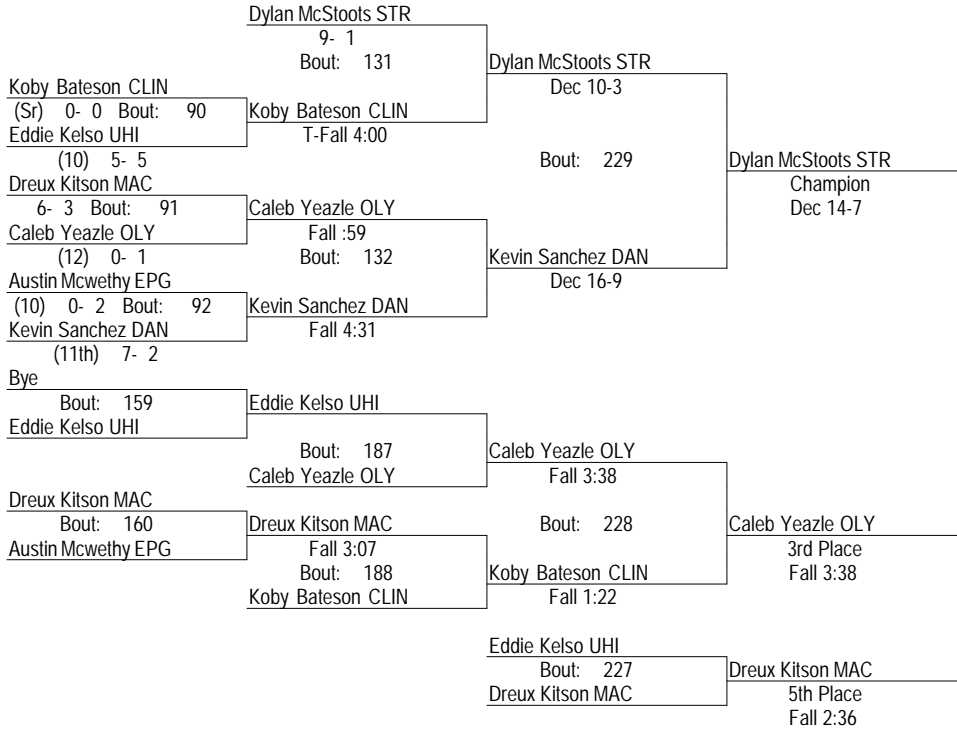 Dylan McStoots STR
9- 1
Bout: 131
Dylan McStoots STR
Dec 10-3
Koby Bateson CLIN
(Sr) 0- 0 Bout: 90
Koby Bateson CLIN
T-Fall 4:00
Eddie Kelso UHI
(10) 5- 5
Bout: 229
Dylan McStoots STR
Champion
Dec 14-7
Dreux Kitson MAC
6- 3 Bout: 91
Caleb Yeazle OLY
Fall :59
Caleb Yeazle OLY
(12) 0- 1
Bout: 132
Kevin Sanchez DAN
Dec 16-9
Austin Mcwethy EPG
(10) 0- 2 Bout: 92
Kevin Sanchez DAN
Fall 4:31
Kevin Sanchez DAN
(11th) 7- 2
Bye
Bout: 159
Eddie Kelso UHI
Eddie Kelso UHI
Bout: 187
Caleb Yeazle OLY
Fall 3:38
Caleb Yeazle OLY
Dreux Kitson MAC
Bout: 160
Dreux Kitson MAC
Fall 3:07
Austin Mcwethy EPG
Bout: 228
Caleb Yeazle OLY
3rd Place
Fall 3:38
Bout: 188
Koby Bateson CLIN
Fall 1:22
Koby Bateson CLIN
Eddie Kelso UHI
Bout: 227
Dreux Kitson MAC
Dreux Kitson MAC
5th Place
Fall 2:36